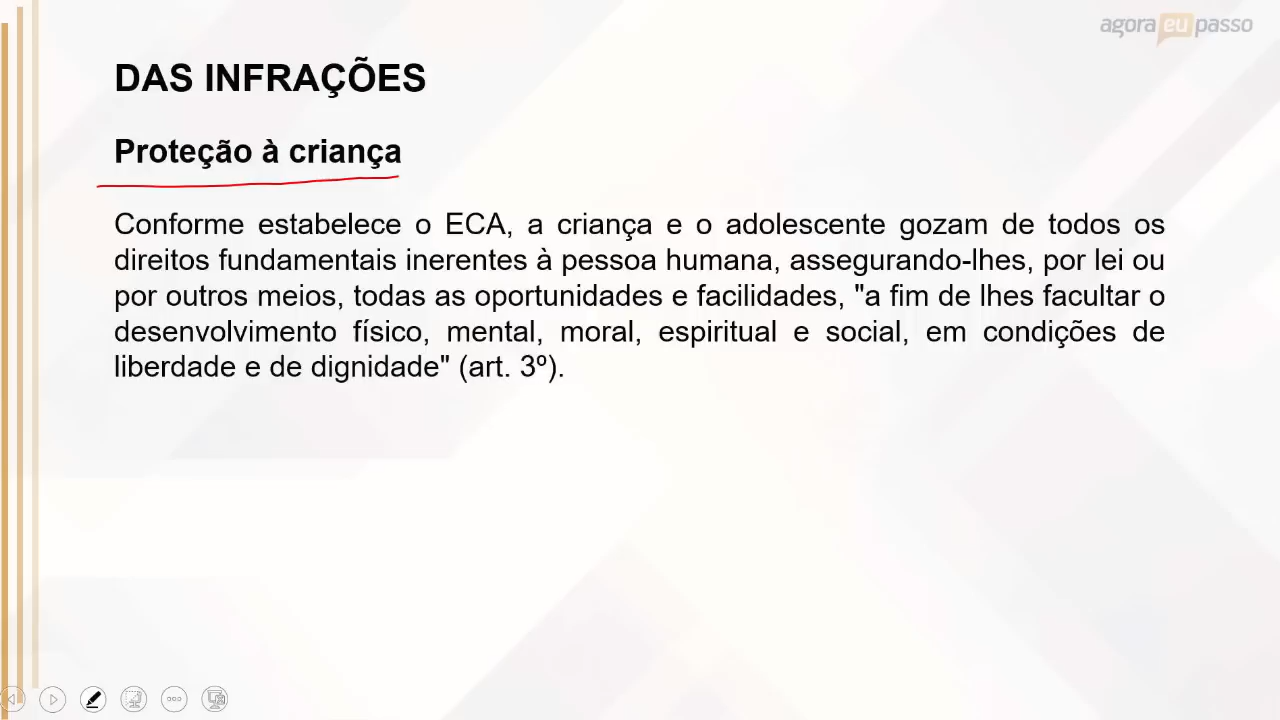 agora eu passo
DAS INFRAÇÕES
Proteção à criança
Conforme estabelece o ECA, a criança e o adolescente gozam de todos os
direitos fundamentais inerentes à pessoa humana, assegurando-lhes, por lei ou
por outros meios, todas as oportunidades e facilidades, "a fim de lhes facultar o
desenvolvimento físico, mental, moral, espiritual e social, em condições de
liberdade e de dignidade" (art. 3º).